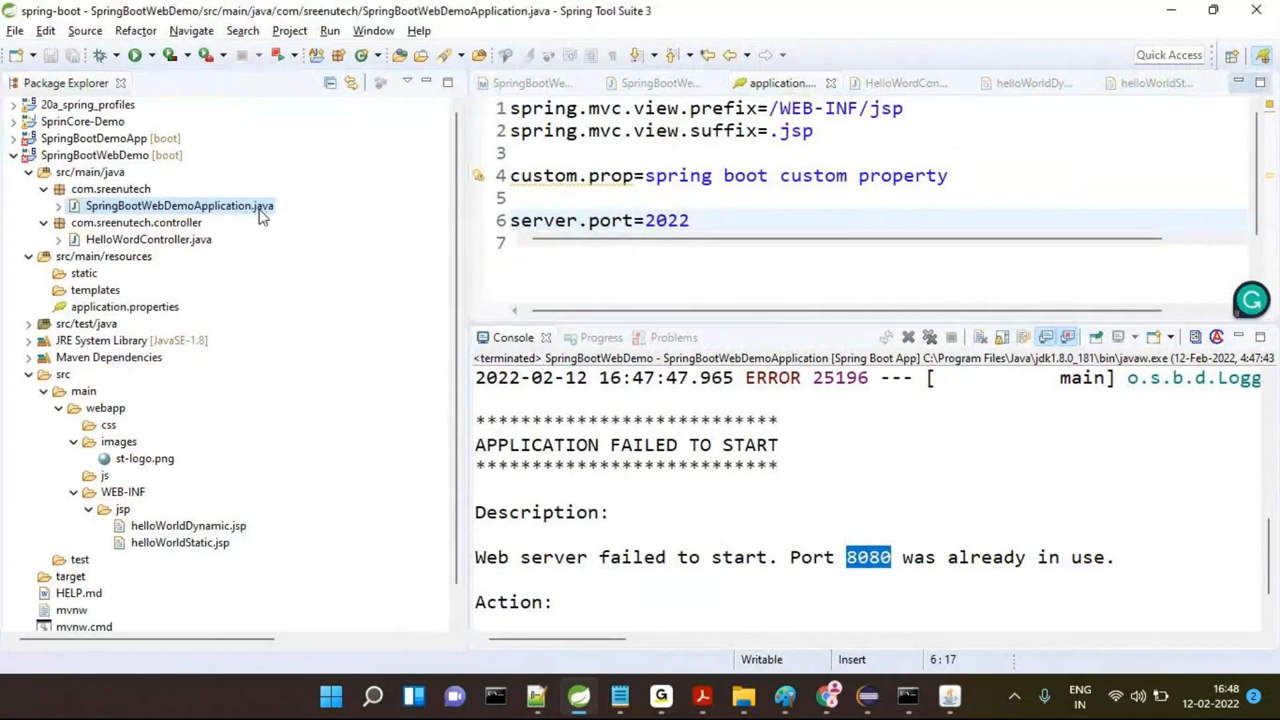 spring-boot - SpringBootWebDemo/src/main/java/com/sreenutech/SpringBootWebDemoApplication.java - Spring Tool Suite 3
File Edit Source Refactor Navigate Search Project Run Window Help
Quick Access
Package Explorer
20a_spring_profiles
SprinCore-Demo
SpringBootDemoApp [boot]
SpringBootWebDemo [boot]
src/main/java
com.sreenutech
SpringBootWebDemoApplication.java
com.sreenutech.controller
HelloWordController.java
src/main/resources
static
templates
application.properties
src/test/java
JRE System Library [JavaSE-1.8]
Maven Dependencies
src
main
webapp
css
images
st-logo.png
js
WEB-INF
jsp
helloWorldDynamic.jsp
helloWorldStatic.jsp
test
target
HELP.md
mvnw
mvnw.cmd
SpringBootWe... SpringBootWe... application.... HelloWordCon... helloWorldDy... helloWorldSt...
1 spring.mvc.view.prefix=/WEB-INF/jsp
2 spring.mvc.view.suffix=.jsp
3
4 custom.prop=spring boot custom property
5
6 server.port=2022
7
Console Progress Problems
<terminated> SpringBootWebDemo - SpringBootWebDemoApplication [Spring Boot App] C:\Program Files\Java\jdk1.8.0_181\bin\javaw.exe (12-Feb-2022, 4:47:43
2022-02-12 16:47:47.965 ERROR 25196 --- [ main] o.s.b.d.Logg
***************************
APPLICATION FAILED TO START
***************************
Description:
Web server failed to start. Port 8080 was already in use.
Action:
Writable Insert 6 : 17
ENG
IN
16:48
12-02-2022
2